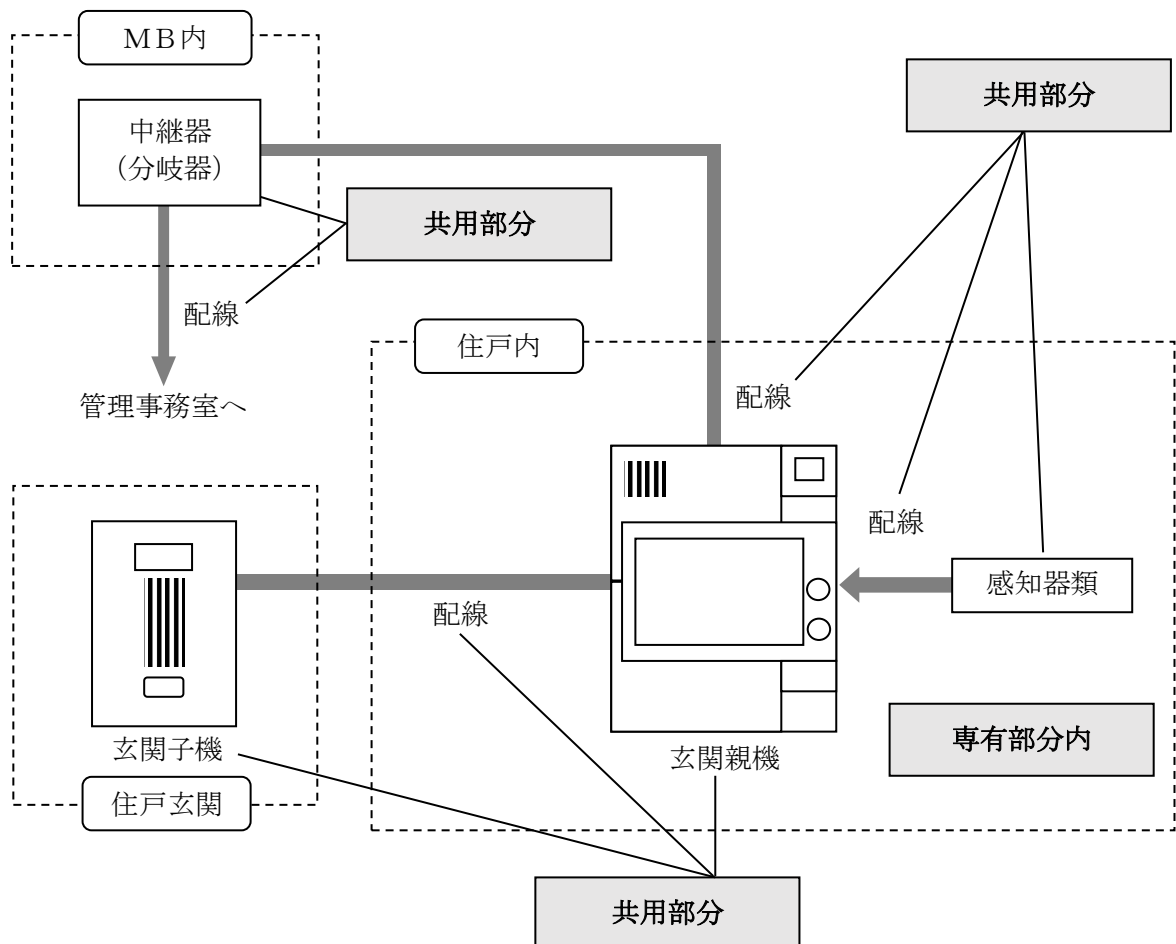 MB内
中継器
(分岐器)
共用部分
共用部分
配線
住戸内
管理事務室へ
配線
配線
感知器類
配線
専有部分内
玄関子機
玄関親機
住戸玄関
共用部分